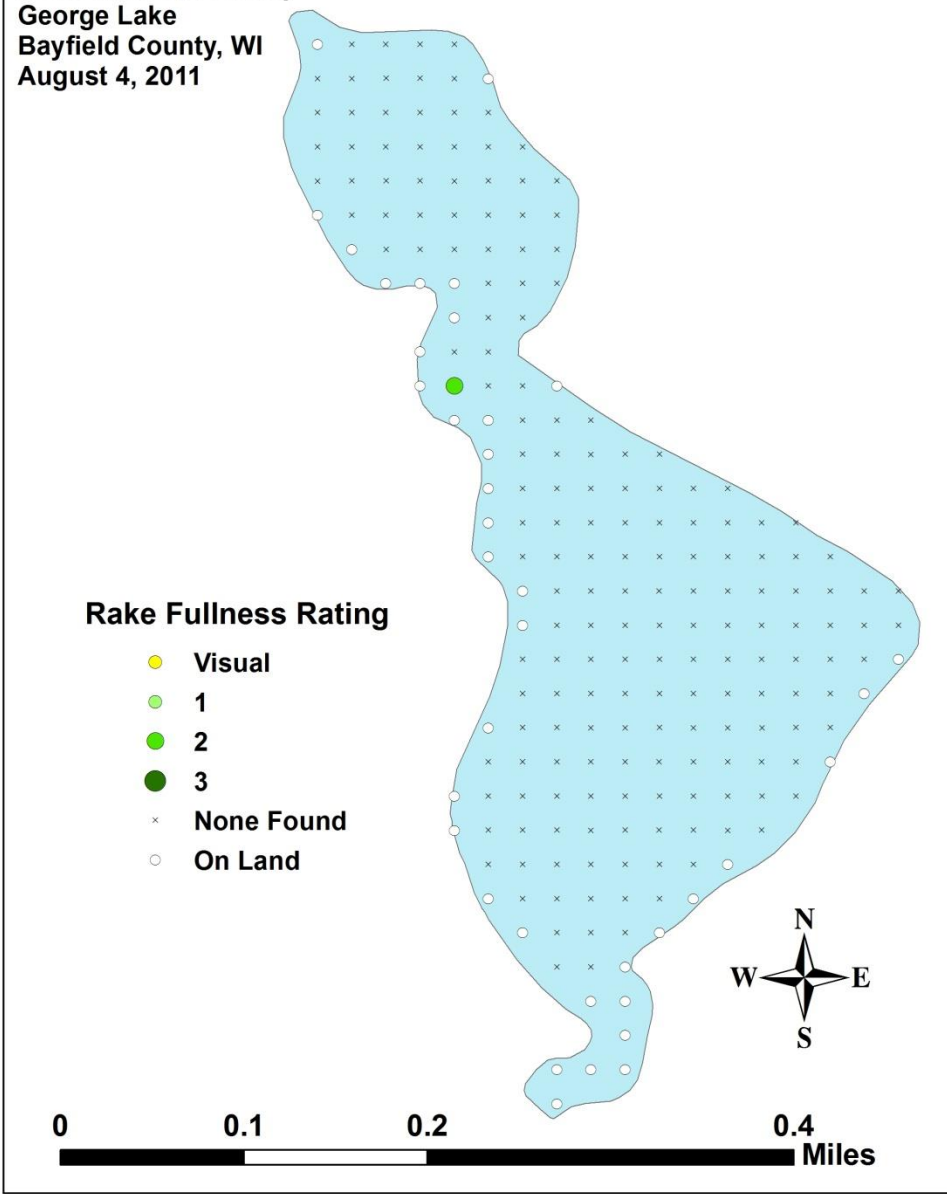 George Lake
Bayfield County, WI
August 4, 2011
Rake Fullness Rating
Visual
1
2
3
None Found
On Land
N
W E
S
0 0.1 0.2 0.4
Miles